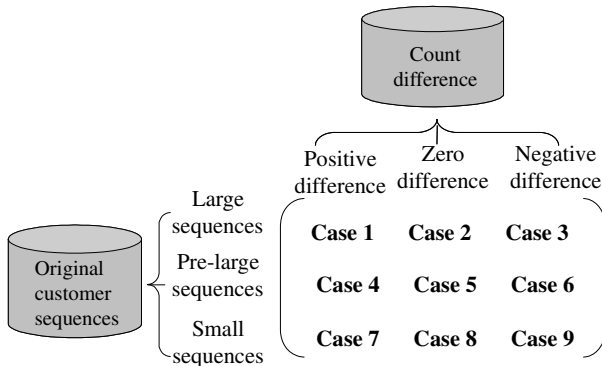 Count
difference
Positive
difference
Zero
difference
Negative
difference
Large
sequences
Pre-large
sequences
Small
sequences
Original
customer
sequences
Case 1 Case 2 Case 3
Case 4 Case 5 Case 6
Case 7 Case 8 Case 9